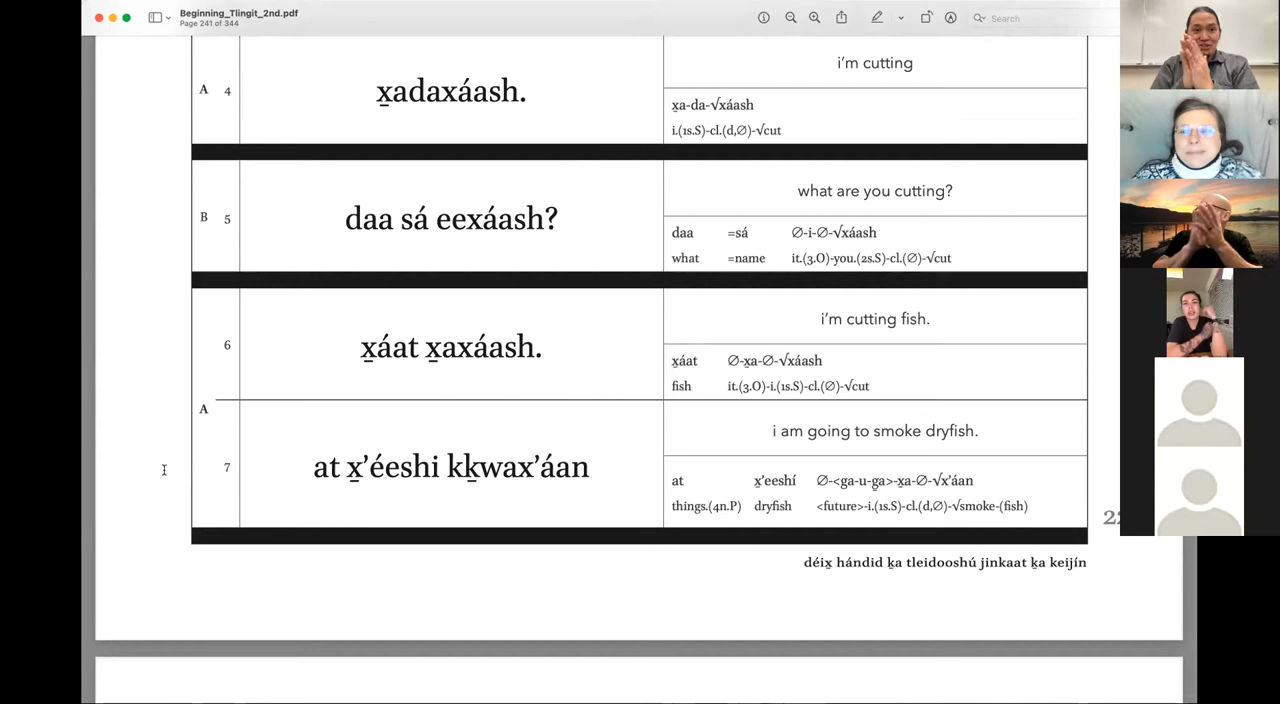 Beginning_Tlingit_2nd.pdf
Page 241 of 344
Search
A 4 x̱adaxáash.
i'm cutting
x̱a-da-√xáash
i.(1s.S)-cl.(d,∅)-√cut
B 5 daa sá eexáash?
what are you cutting?
daa =sá ∅-i-∅-√xáash
what =name it.(3.O)-you.(2s.S)-cl.(∅)-√cut
6 x̱áat x̱axáash.
i'm cutting fish.
x̱áat ∅-x̱a-∅-√xáash
fish it.(3.O)-i.(1s.S)-cl.(∅)-√cut
A
7 at x̱'éeshi kḵwax'áan
i am going to smoke dryfish.
at x̱'eeshí ∅-<ga-u-g̱a>-x̱a-∅-√x'áan
things.(4n.P) dryfish <future>-i.(1s.S)-cl.(d,∅)-√smoke-(fish)
déix̱ hándid ḵa tleidooshú jinkaat ḵa keijín